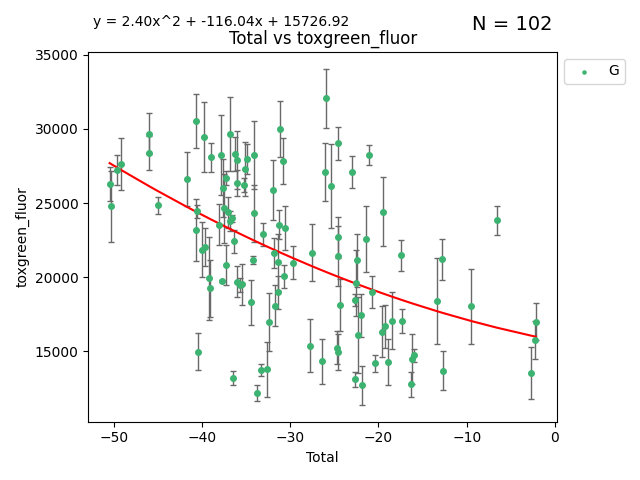 y = 2.40x^2 + -116.04x + 15726.92
N = 102
Total vs toxgreen_fluor
G
35000
30000
25000
20000
15000
toxgreen_fluor
−50
−40
−30
−20
−10
0
Total